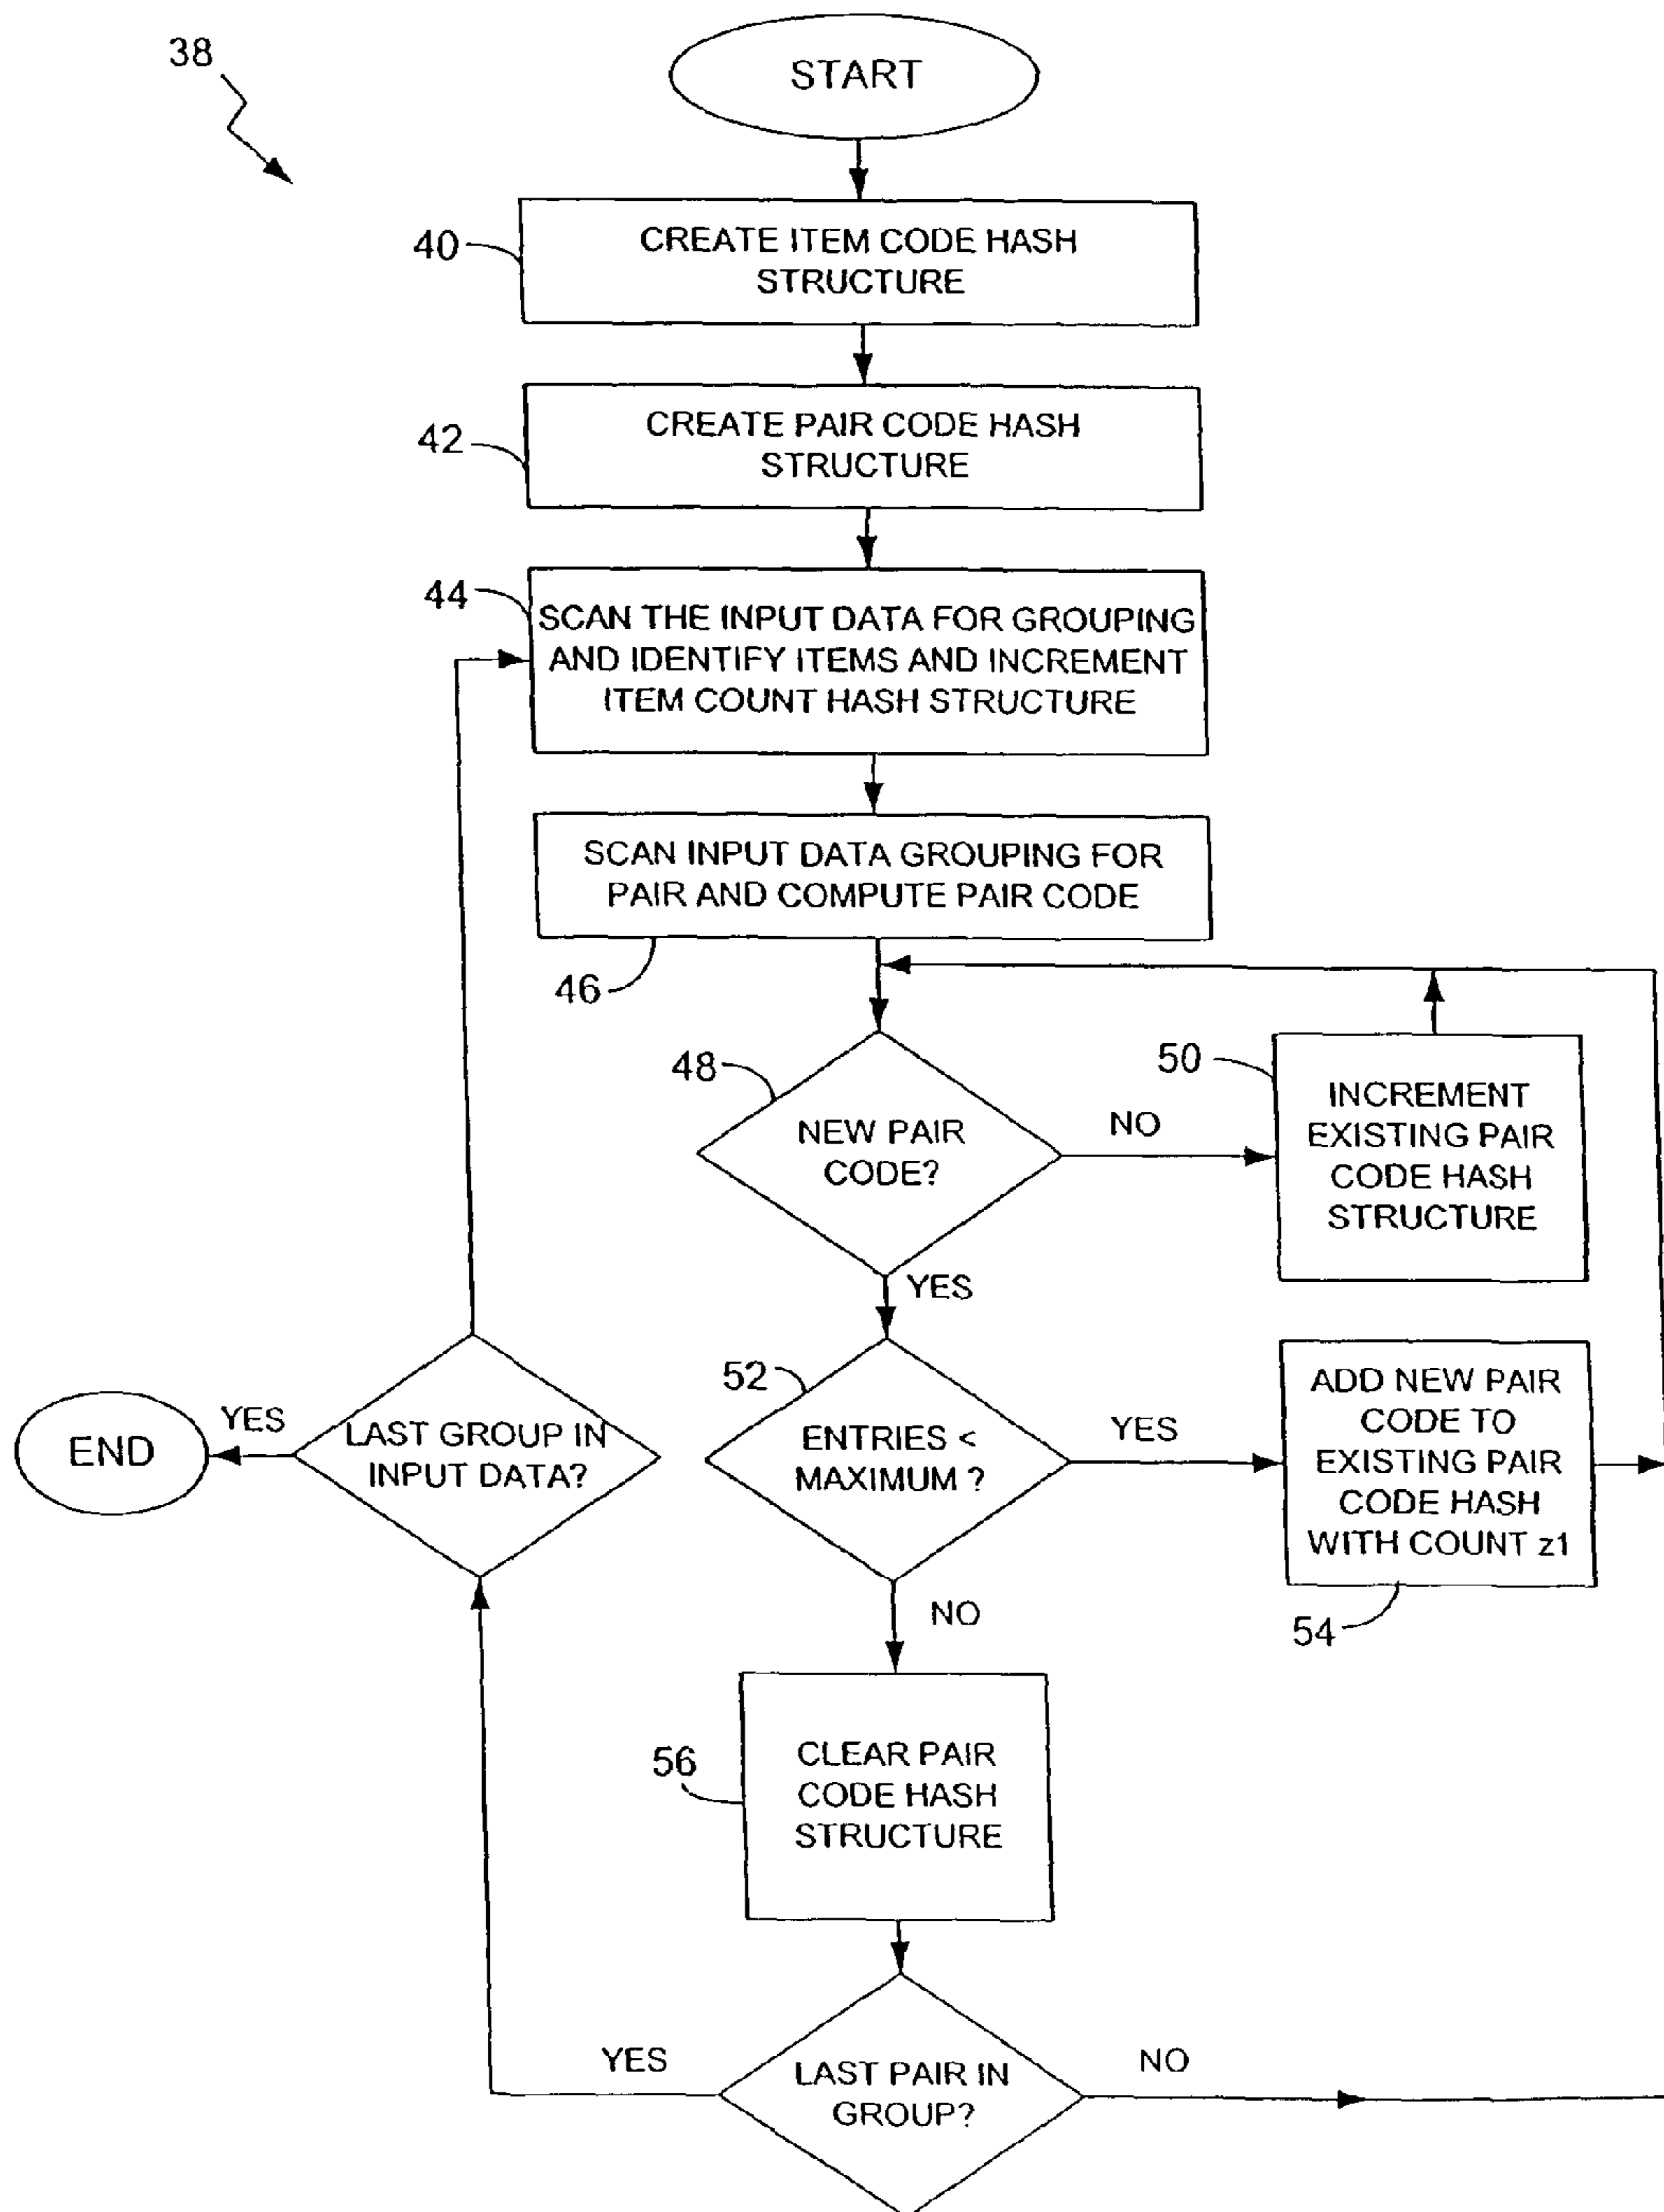 38
START
40
CREATE ITEM CODE HASH
STRUCTURE
42
CREATE PAIR CODE HASH
STRUCTURE
44
SCAN THE INPUT DATA FOR GROUPING
AND IDENTIFY ITEMS AND INCREMENT
ITEM COUNT HASH STRUCTURE
SCAN INPUT DATA GROUPING FOR
PAIR AND COMPUTE PAIR CODE
46
48
NEW PAIR
CODE?
NO
50
INCREMENT
EXISTING PAIR
CODE HASH
STRUCTURE
YES
52
ENTRIES <
MAXIMUM ?
YES
ADD NEW PAIR
CODE TO
EXISTING PAIR
CODE HASH
WITH COUNT z1
54
END
YES
LAST GROUP IN
INPUT DATA?
NO
56
CLEAR PAIR
CODE HASH
STRUCTURE
YES
LAST PAIR IN
GROUP?
NO